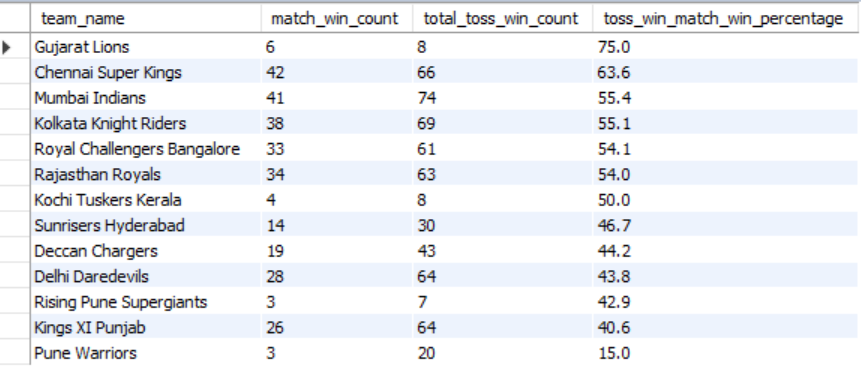 team_name match_win_count total_toss_win_count toss_win_match_win_percentage
Gujarat Lions 6 8 75.0
Chennai Super Kings 42 66 63.6
Mumbai Indians 41 74 55.4
Kolkata Knight Riders 38 69 55.1
Royal Challengers Bangalore 33 61 54.1
Rajasthan Royals 34 63 54.0
Kochi Tuskers Kerala 4 8 50.0
Sunrisers Hyderabad 14 30 46.7
Deccan Chargers 19 43 44.2
Delhi Daredevils 28 64 43.8
Rising Pune Supergiants 3 7 42.9
Kings XI Punjab 26 64 40.6
Pune Warriors 3 20 15.0